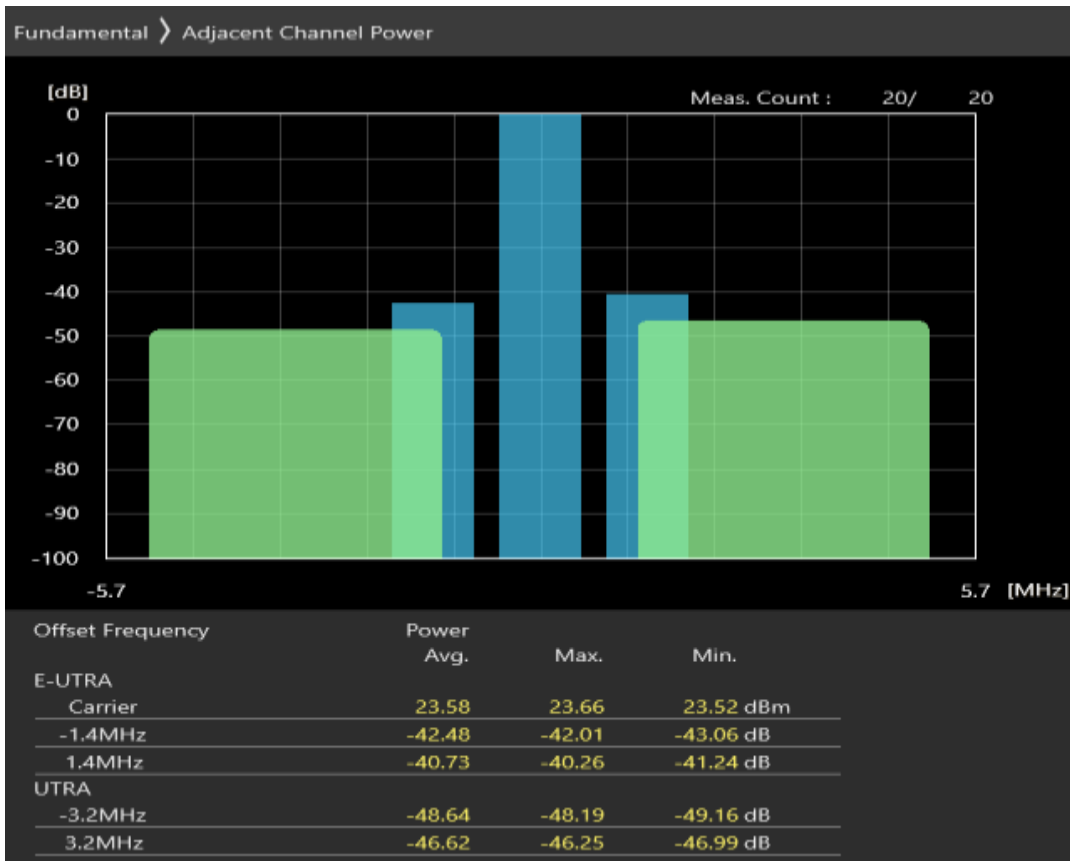 Fundamental 〉 Adjacent Channel Power
[dB]
Meas. Count : 20/ 20
0
-10
-20
-30
-40
-50
-60
-70
-80
-90
-100
-5.7 5.7 [MHz]
Offset Frequency Power
Avg. Max. Min.
E-UTRA
Carrier 23.58 23.66 23.52 dBm
-1.4MHz -42.48 -42.01 -43.06 dB
1.4MHz -40.73 -40.26 -41.24 dB
UTRA
-3.2MHz -48.64 -48.19 -49.16 dB
3.2MHz -46.62 -46.25 -46.99 dB